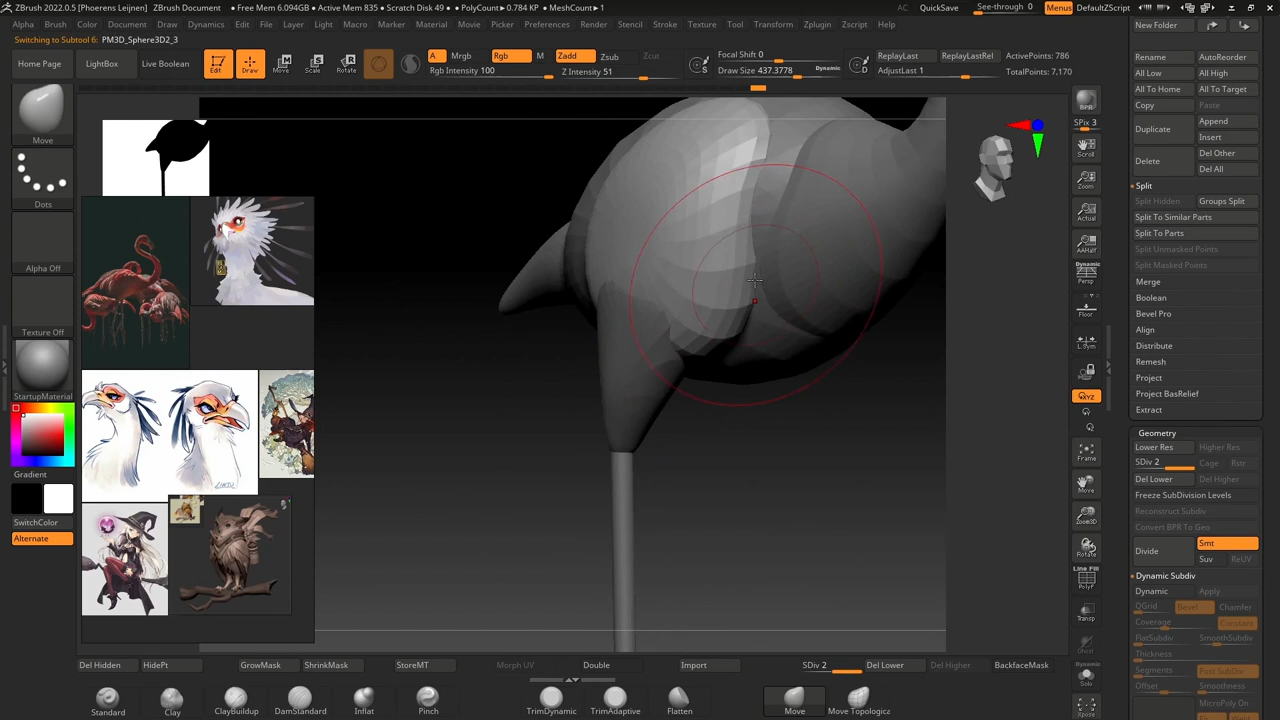 ZBrush 2022.0.5 [Phoerens Leijnen] ZBrush Document • Free Mem 6.094GB • Active Mem 835 • Scratch Disk 49 • PolyCount 0.784 KP • MeshCount 1
AC QuickSave See-through 0 Menus DefaultZScript
Alpha Brush Color Document Draw Dynamics Edit File Layer Light Macro Marker Material Movie Picker Preferences Render Stencil Stroke Texture Tool Transform Zplugin Zscript Help
Switching to Subtool 6: PM3D_Sphere3D2_3
Home Page LightBox Live Boolean Edit Draw Move Scale Rotate
A Mrgb Rgb M Zadd Zsub Zcut
Rgb Intensity 100 Z Intensity 51
Focal Shift 0
Draw Size 437.3778 Dynamic
ReplayLast ReplayLastRel
AdjustLast 1
ActivePoints: 786
TotalPoints: 7,170
Move
Dots
Alpha Off
Texture Off
StartupMaterial
Gradient
SwitchColor
Alternate
BPR
SPix 3
Scroll
Zoom
Actual
AAHalf
Dynamic
Persp
Floor
L.Sym
XYZ
Frame
Move
Zoom3D
Rotate
Line Fill
PolyF
Transp
Ghost
Dynamic
Solo
Xpose
New Folder
Rename AutoReorder
All Low All High
All To Home All To Target
Copy Paste
Duplicate Append
Insert
Delete Del Other
Del All
Split
Split Hidden Groups Split
Split To Similar Parts
Split To Parts
Split Unmasked Points
Split Masked Points
Merge
Boolean
Bevel Pro
Align
Distribute
Remesh
Project
Project BasRelief
Extract
Geometry
Lower Res Higher Res
SDiv 2 Cage Rstr
Del Lower Del Higher
Freeze SubDivision Levels
Reconstruct Subdiv
Convert BPR To Geo
Divide Smt
Suv ReUV
Dynamic Subdiv
Dynamic Apply
QGrid Bevel Chamfer
Coverage Constant
FlatSubdiv SmoothSubdiv
Thickness
Segments Post SubDiv
Offset Smoothness
MicroPoly On
Del Hidden HidePt GrowMask ShrinkMask StoreMT Morph UV Double Import SDiv 2 Del Lower Del Higher BackfaceMask
Standard Clay ClayBuildup DamStandard Inflat Pinch TrimDynamic TrimAdaptive Flatten Move Move Topologica